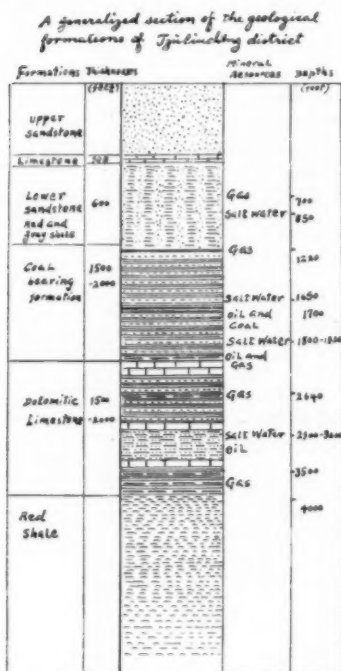 A generalized section of the geological
formations of Tzuliuching district
Formations Thickness Mineral Resources Depths
(feet) (feet)
Upper
sandstone
Limestone
Lower
sandstone
Red and
gray shale
600
Gas 700
Salt water 850
Gas
1220
Coal
bearing
formation
1500
-2000
Salt Water 1650
Oil and 1700
Coal
Salt Water
Oil and
Gas
Dolomitic
Limestone
1500
-2000
Gas 2640
Salt Water
Oil
3500
Gas
4000
Red
Shale